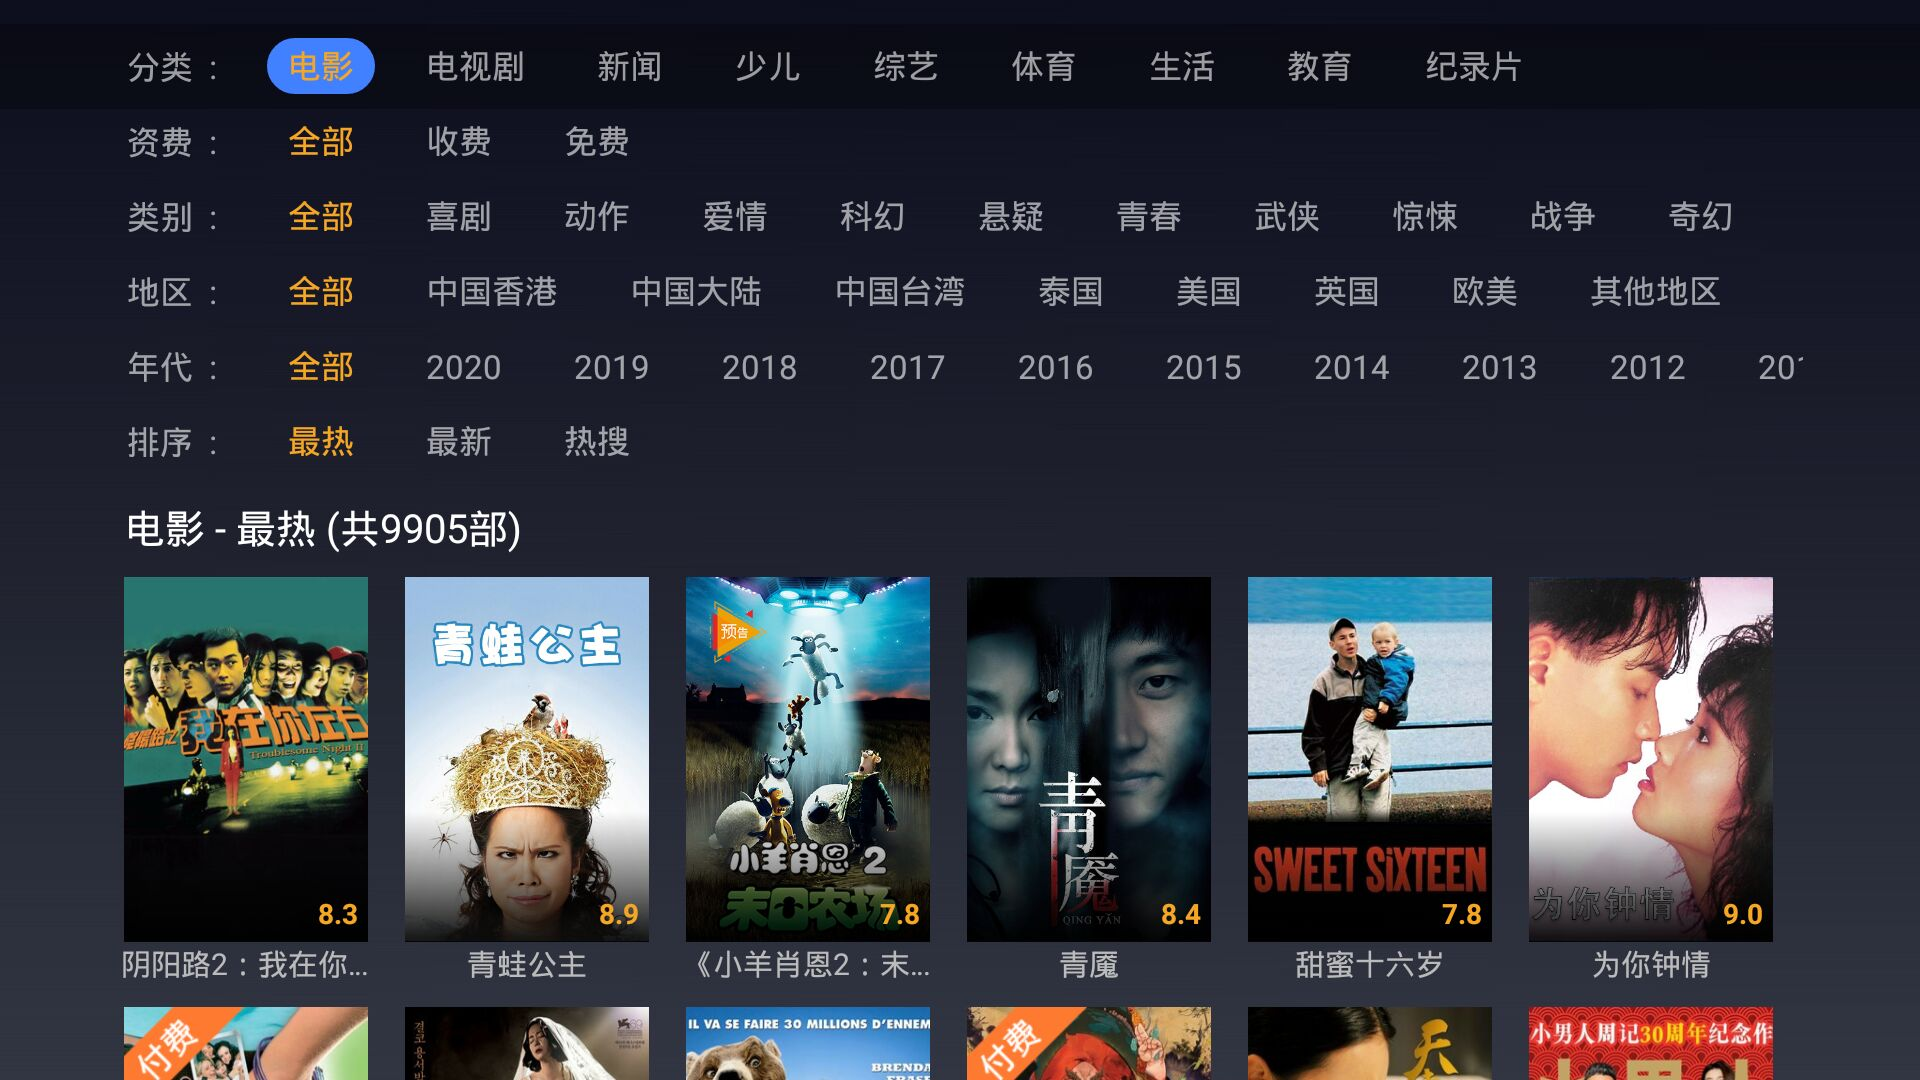 分类 : 电影 电视剧 新闻 少儿 综艺 体育 生活 教育 纪录片
资费 : 全部 收费 免费
类别 : 全部 喜剧 动作 爱情 科幻 悬疑 青春 武侠 惊悚 战争 奇幻
地区 : 全部 中国香港 中国大陆 中国台湾 泰国 美国 英国 欧美 其他地区
年代 : 全部 2020 2019 2018 2017 2016 2015 2014 2013 2012 201
排序 : 最热 最新 热搜
电影 - 最热 (共9905部)
陰陽路之 我在你左右
Troublesome Night II
8.3
阴阳路2：我在你...
青蛙公主
8.9
青蛙公主
预告
小羊肖恩 2
末日农场
7.8
《小羊肖恩2：末...
青魇
QING YǍN
8.4
青魇
SWEET SiXTEEN
7.8
甜蜜十六岁
为你钟情
9.0
为你钟情
付费
IL VA SE FAIRE 30 MILLIONS D'ENNEM
BRENDA
付费
天
小男人周记30周年纪念作